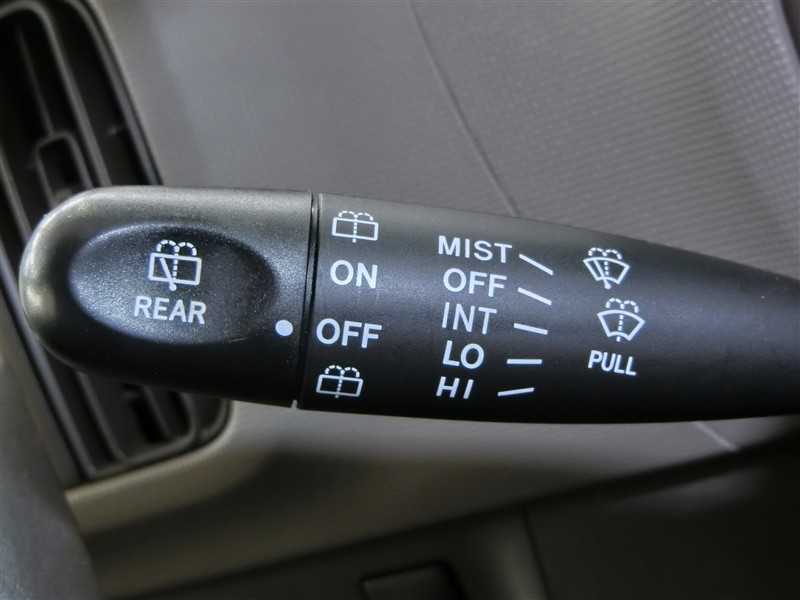 REAR
ON
OFF
MIST
OFF
INT
LO
HI
PULL